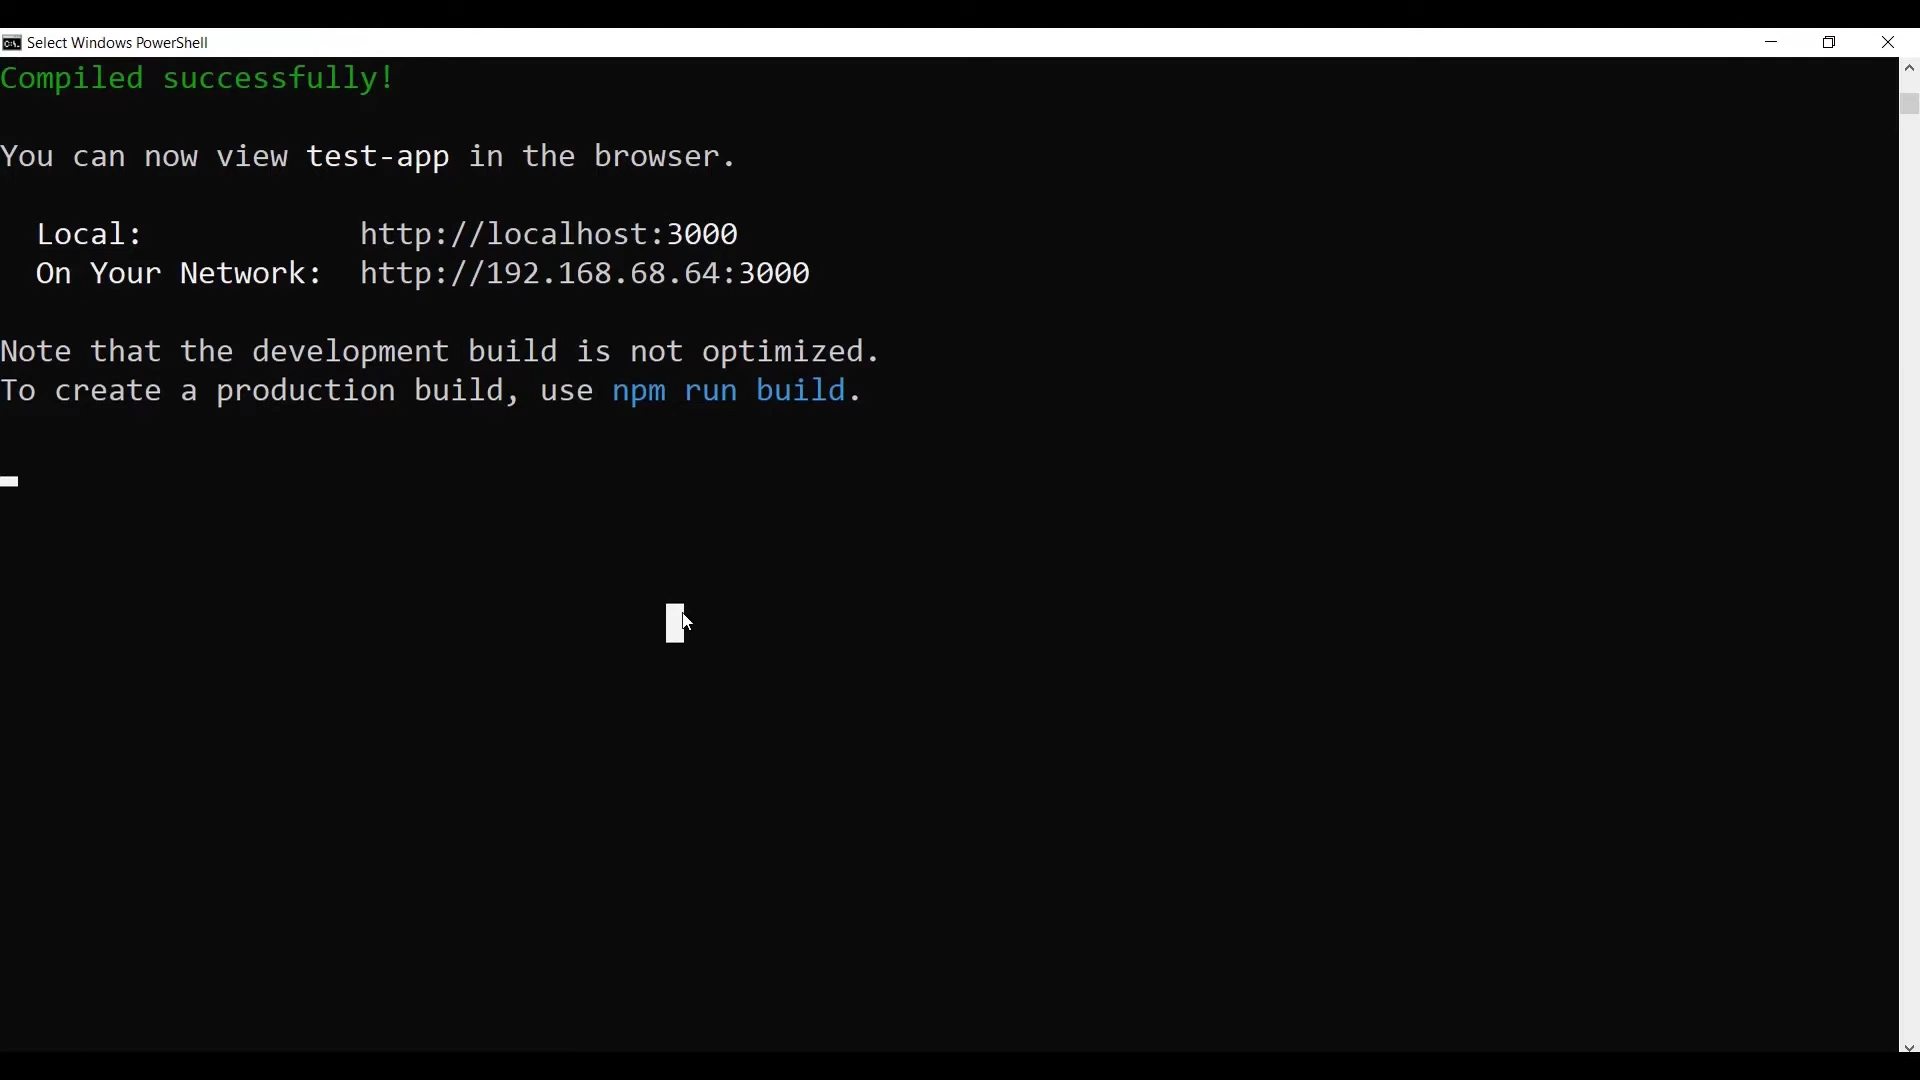 Select Windows PowerShell
Compiled successfully!
You can now view test-app in the browser.
Local: http://localhost:3000
On Your Network: http://192.168.68.64:3000
Note that the development build is not optimized.
To create a production build, use npm run build.